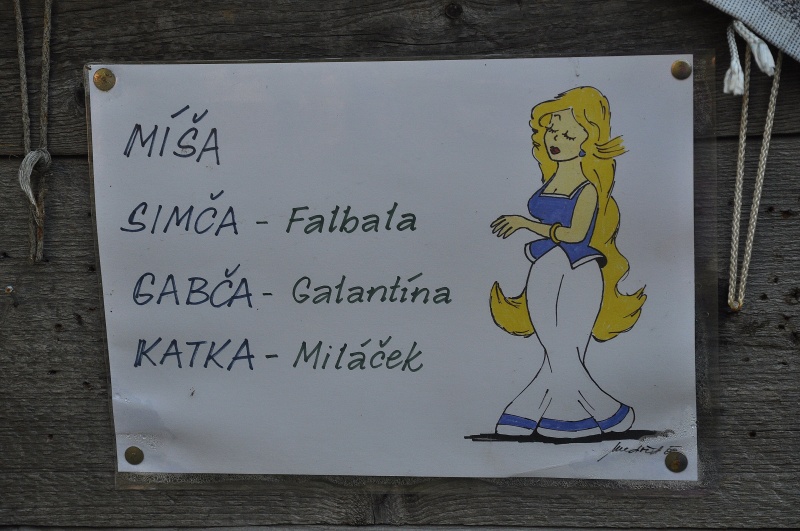 MÍŠA
SIMČA - Falbala
GABČA - Galantína
KATKA - Miláček